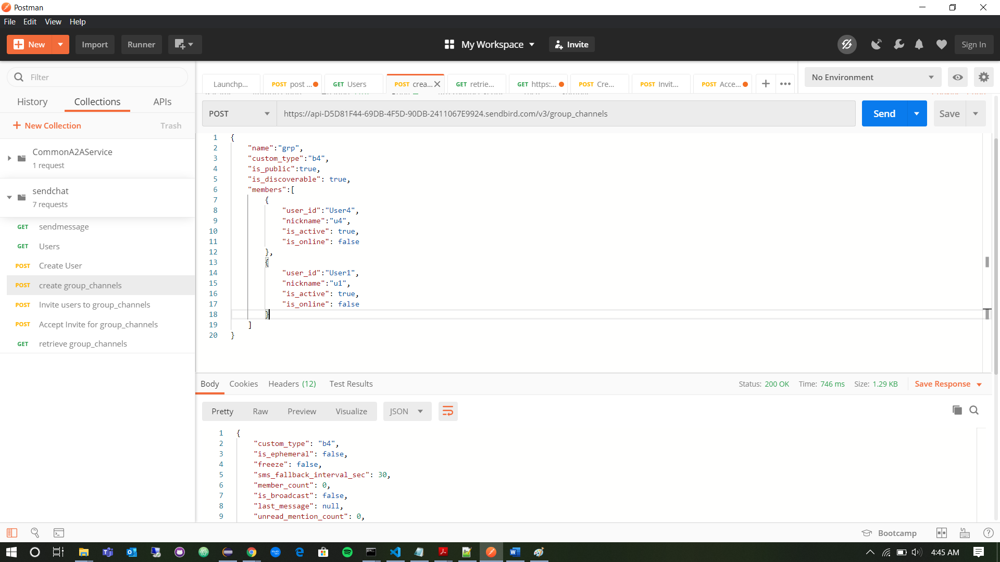 Postman
File Edit View Help
New Import Runner My Workspace Invite Sign In
Filter
History Collections APIs
New Collection Trash
CommonA2AService
1 request
sendchat
7 requests
GET sendmessage
GET Users
POST Create User
POST create group_channels
POST Invite users to group_channels
POST Accept Invite for group_channels
GET retrieve group_channels
Launchp... POST post ... GET Users POST crea... GET retrie... GET https:... POST Cre... POST Invit... POST Acce...
No Environment
POST https://api-D5D81F44-69DB-4F5D-90DB-2411067E9924.sendbird.com/v3/group_channels Send Save
1 {
2 "name":"grp",
3 "custom_type":"b4",
4 "is_public":true,
5 "is_discoverable": true,
6 "members":[
7 {
8 "user_id":"User4",
9 "nickname":"u4",
10 "is_active": true,
11 "is_online": false
12 },
13 {
14 "user_id":"User1",
15 "nickname":"u1",
16 "is_active": true,
17 "is_online": false
18 }
19 ]
20 }
Body Cookies Headers (12) Test Results Status: 200 OK Time: 746 ms Size: 1.29 KB Save Response
Pretty Raw Preview Visualize JSON
1 {
2 "custom_type": "b4",
3 "is_ephemeral": false,
4 "freeze": false,
5 "sms_fallback_interval_sec": 30,
6 "member_count": 0,
7 "is_broadcast": false,
8 "last_message": null,
9 "unread_mention_count": 0,
Bootcamp
4:45 AM